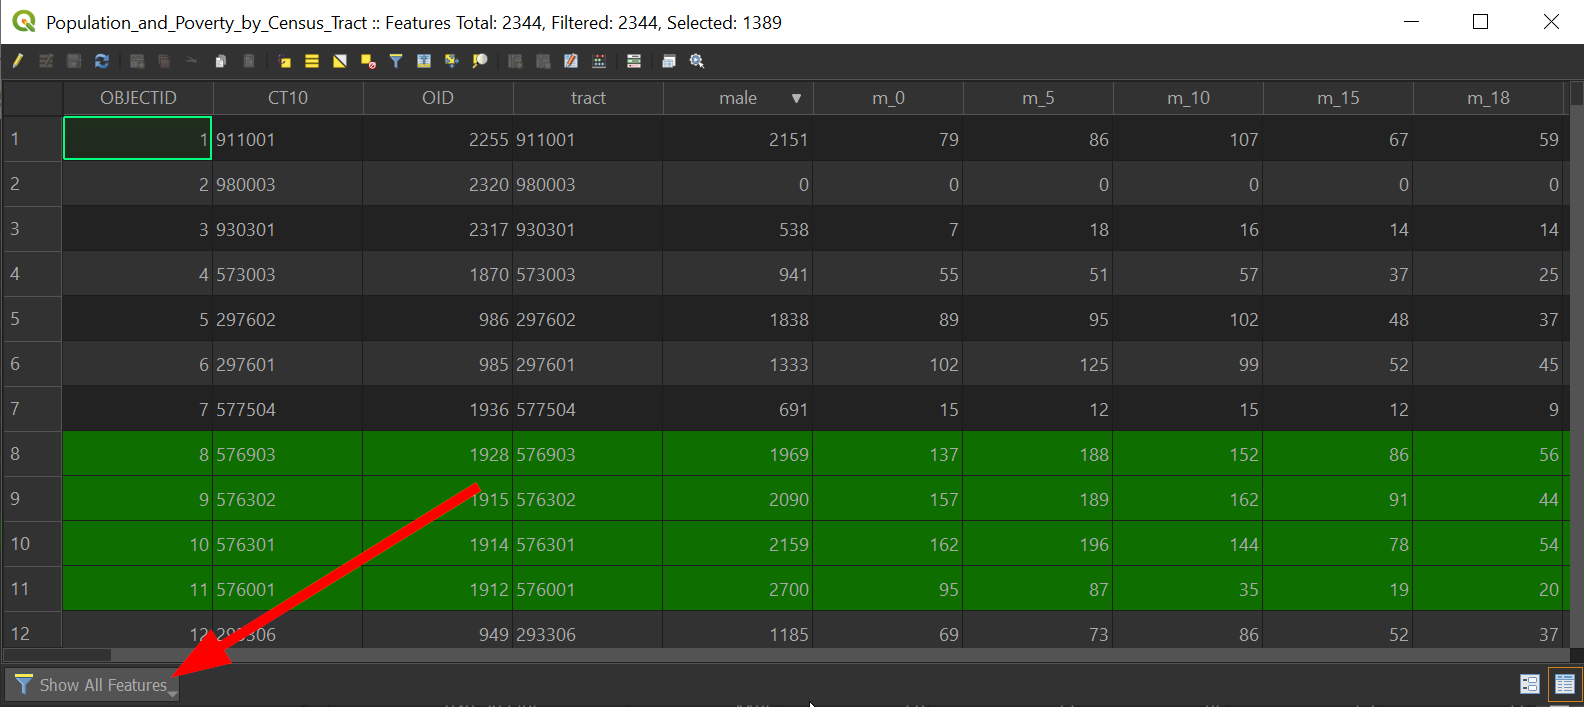 Population_and_Poverty_by_Census_Tract :: Features Total: 2344, Filtered: 2344, Selected: 1389
OBJECTID CT10 OID tract male m_0 m_5 m_10 m_15 m_18
1 1 911001 2255 911001 2151 79 86 107 67 59
2 2 980003 2320 980003 0 0 0 0 0 0
3 3 930301 2317 930301 538 7 18 16 14 14
4 4 573003 1870 573003 941 55 51 57 37 25
5 5 297602 986 297602 1838 89 95 102 48 37
6 6 297601 985 297601 1333 102 125 99 52 45
7 7 577504 1936 577504 691 15 12 15 12 9
8 8 576903 1928 576903 1969 137 188 152 86 56
9 9 576302 1915 576302 2090 157 189 162 91 44
10 10 576301 1914 576301 2159 162 196 144 78 54
11 11 576001 1912 576001 2700 95 87 35 19 20
12 12 293306 949 293306 1185 69 73 86 52 37
Show All Features